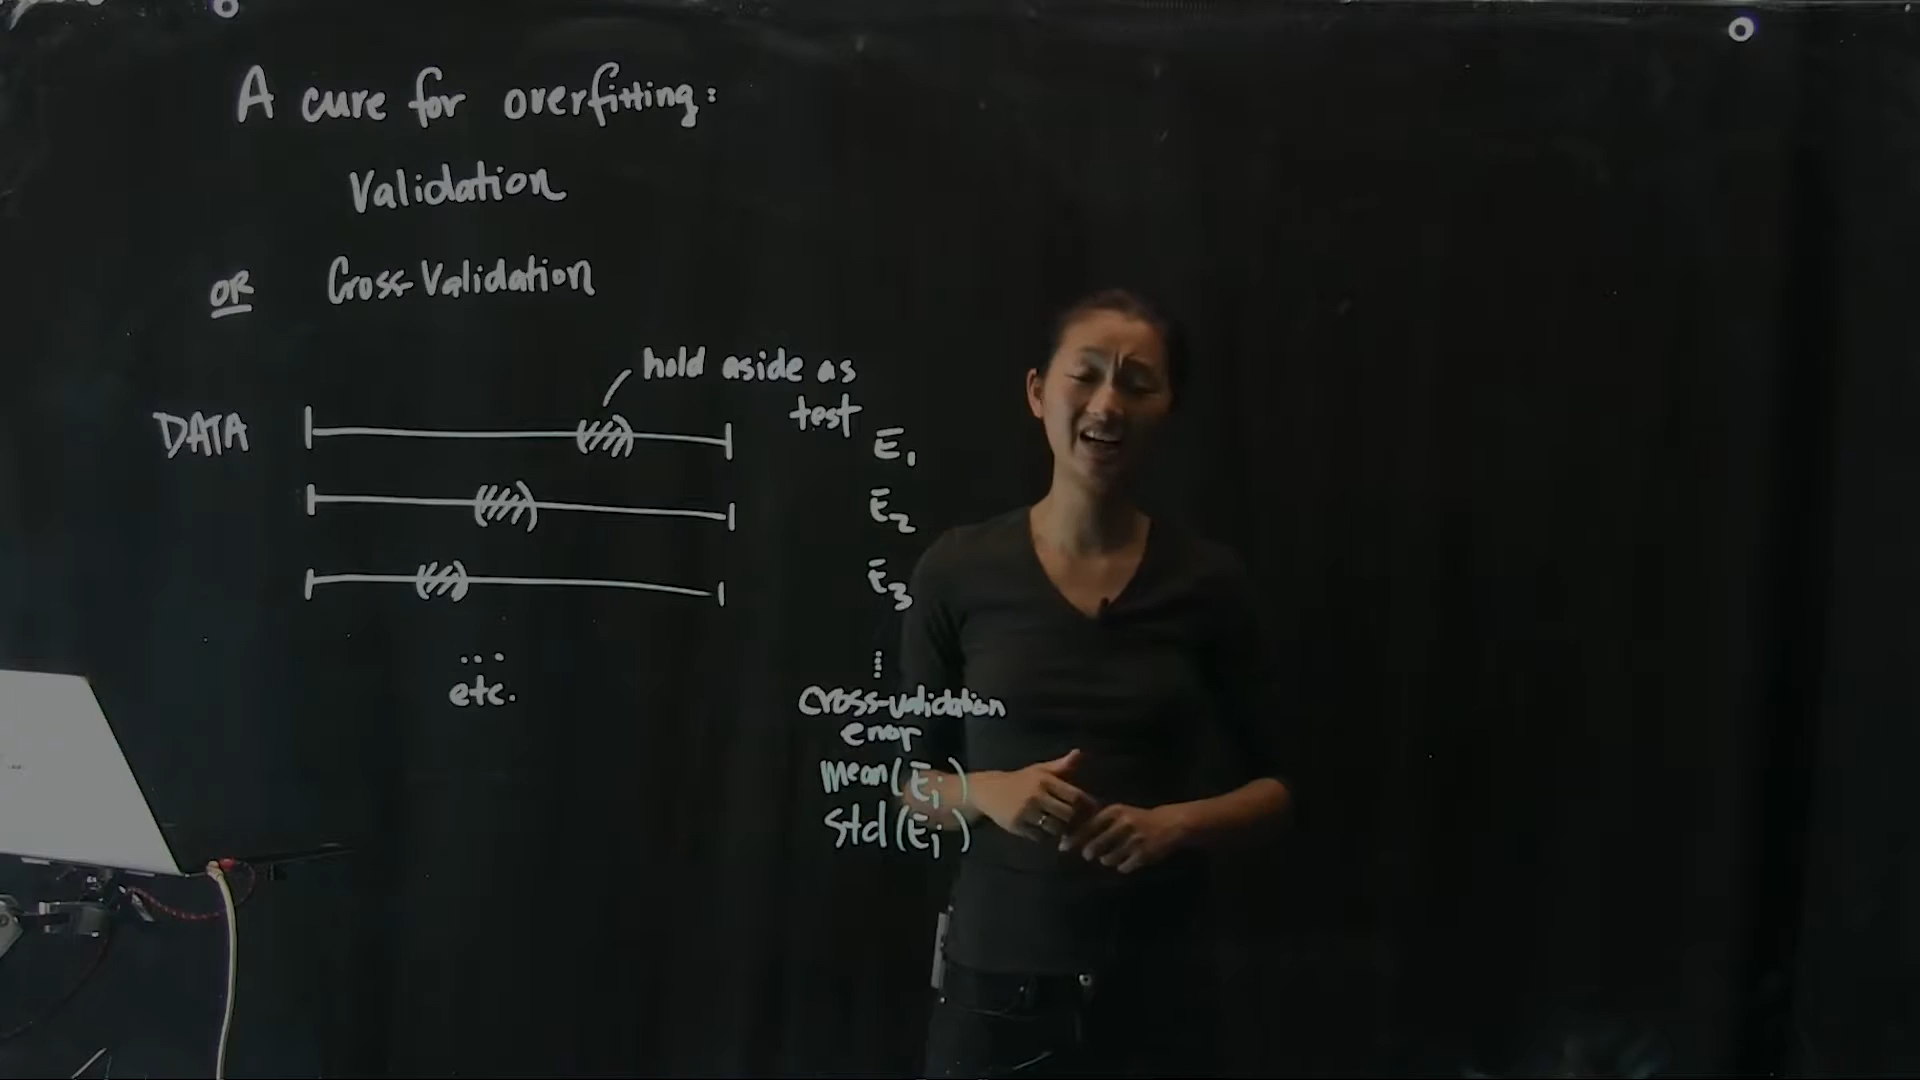 A cure for overfitting:
Validation
OR Cross-Validation
hold aside as
test
DATA
E1
E2
E3
...
etc.
cross-validation
error
mean(Ei)
std(Ei)